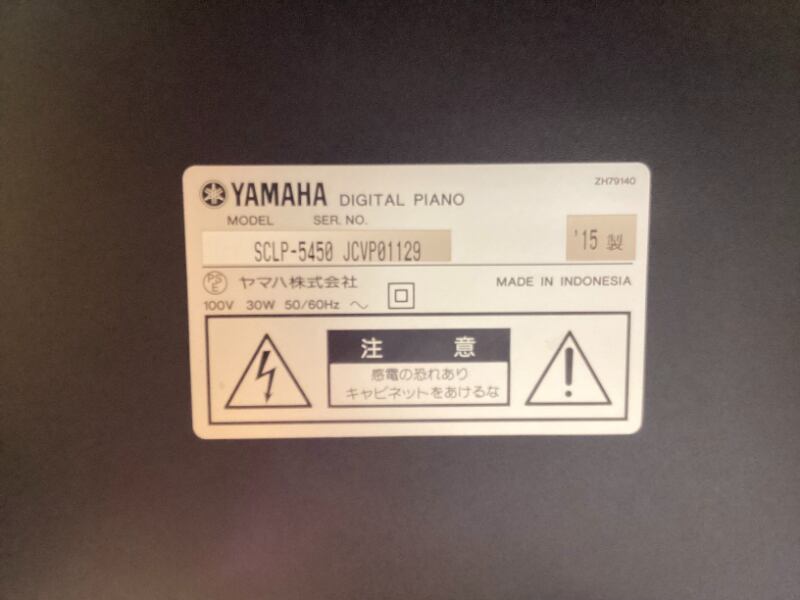 YAMAHA DIGITAL PIANO
ZH79140
MODEL SER. NO.
SCLP-5450 JCVP01129
'15 製
PSE ヤマハ株式会社
MADE IN INDONESIA
100V 30W 50/60Hz ～
注 意
感電の恐れあり
キャビネットをあけるな